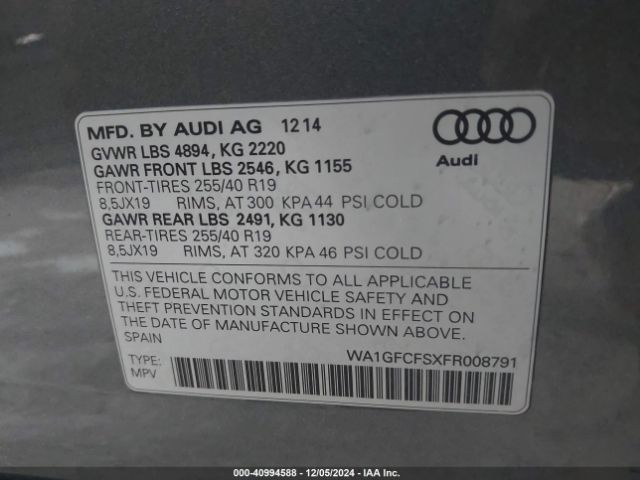 MFD. BY AUDI AG 12 14
GVWR LBS 4894, KG 2220
GAWR FRONT LBS 2546, KG 1155
FRONT-TIRES 255/40 R19
8,5JX19 RIMS, AT 300 KPA 44 PSI COLD
GAWR REAR LBS 2491, KG 1130
REAR-TIRES 255/40 R19
8,5JX19 RIMS, AT 320 KPA 46 PSI COLD
Audi
THIS VEHICLE CONFORMS TO ALL APPLICABLE
U.S. FEDERAL MOTOR VEHICLE SAFETY AND
THEFT PREVENTION STANDARDS IN EFFECT ON
THE DATE OF MANUFACTURE SHOWN ABOVE.
SPAIN
WA1GFCFSXFR008791
TYPE:
MPV
000-40994588 - 12/05/2024 - IAA Inc.